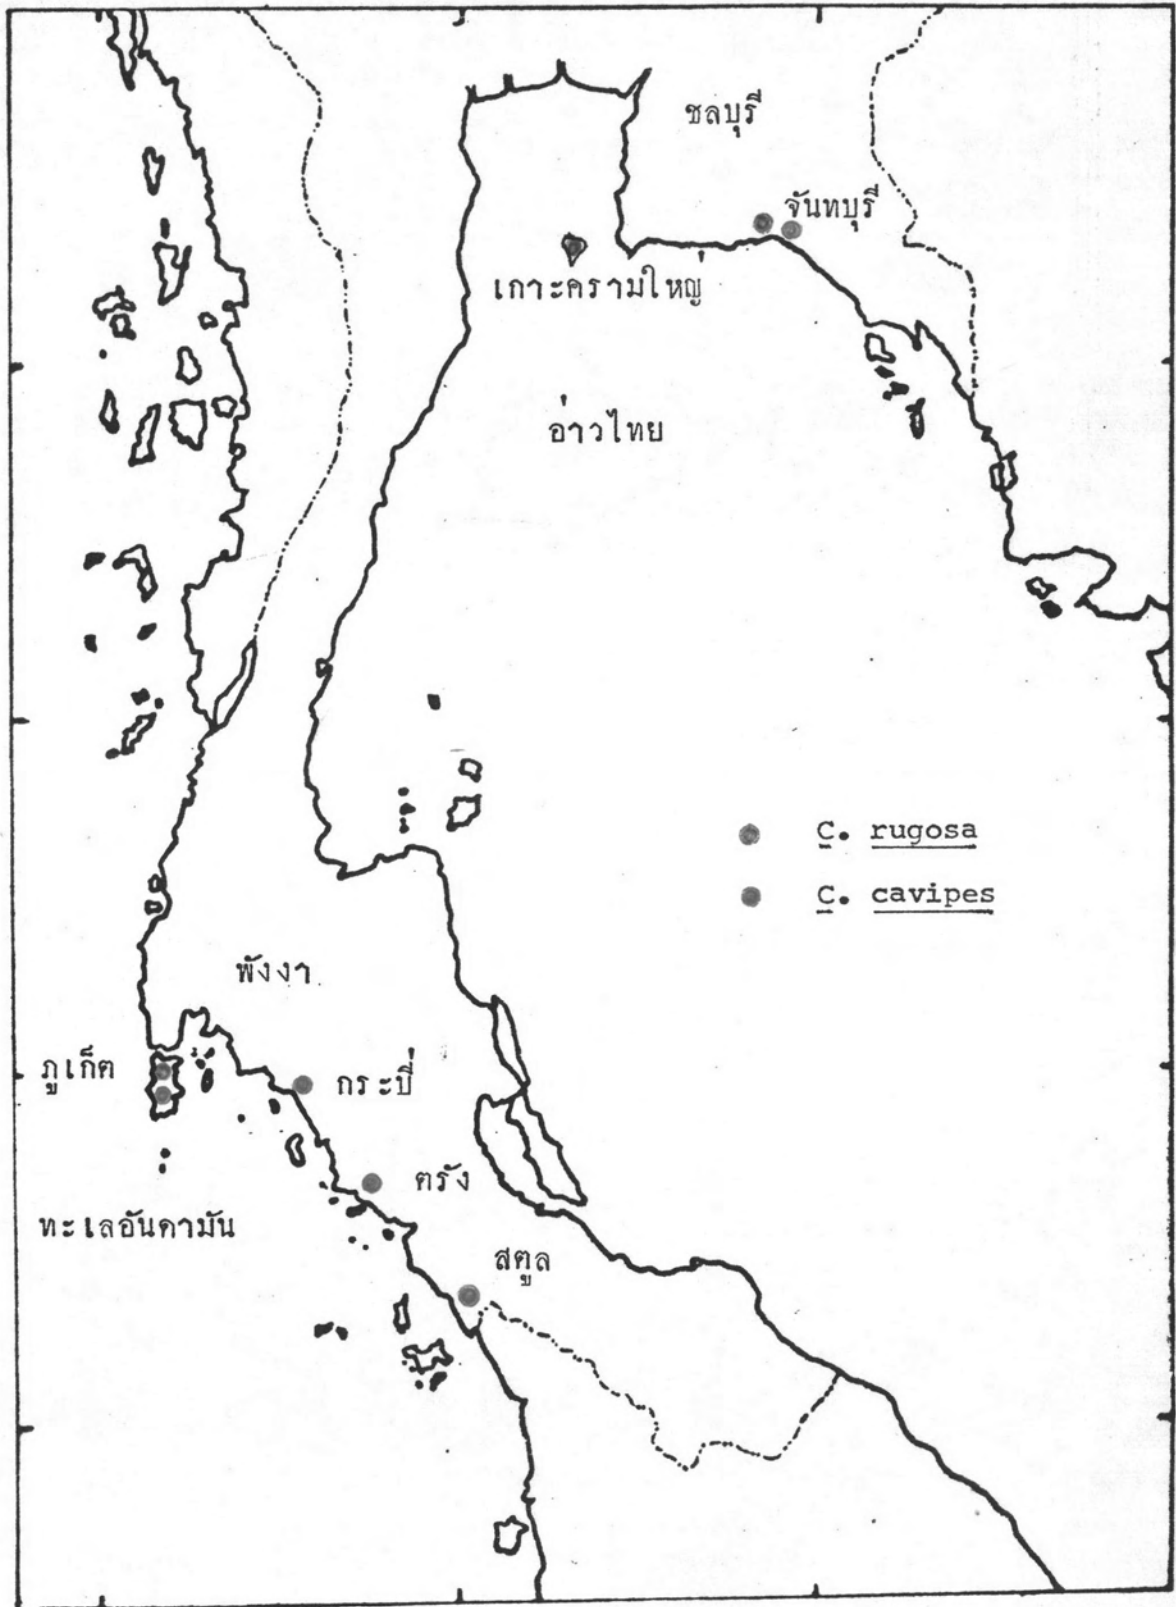 ชลบุรี
จันทบุรี
เกาะครามใหญ่
อ่าวไทย
C. rugosa
C. cavipes
พังงา
ภูเก็ต
กระบี่
ตรัง
ทะเลอันดามัน
สตูล